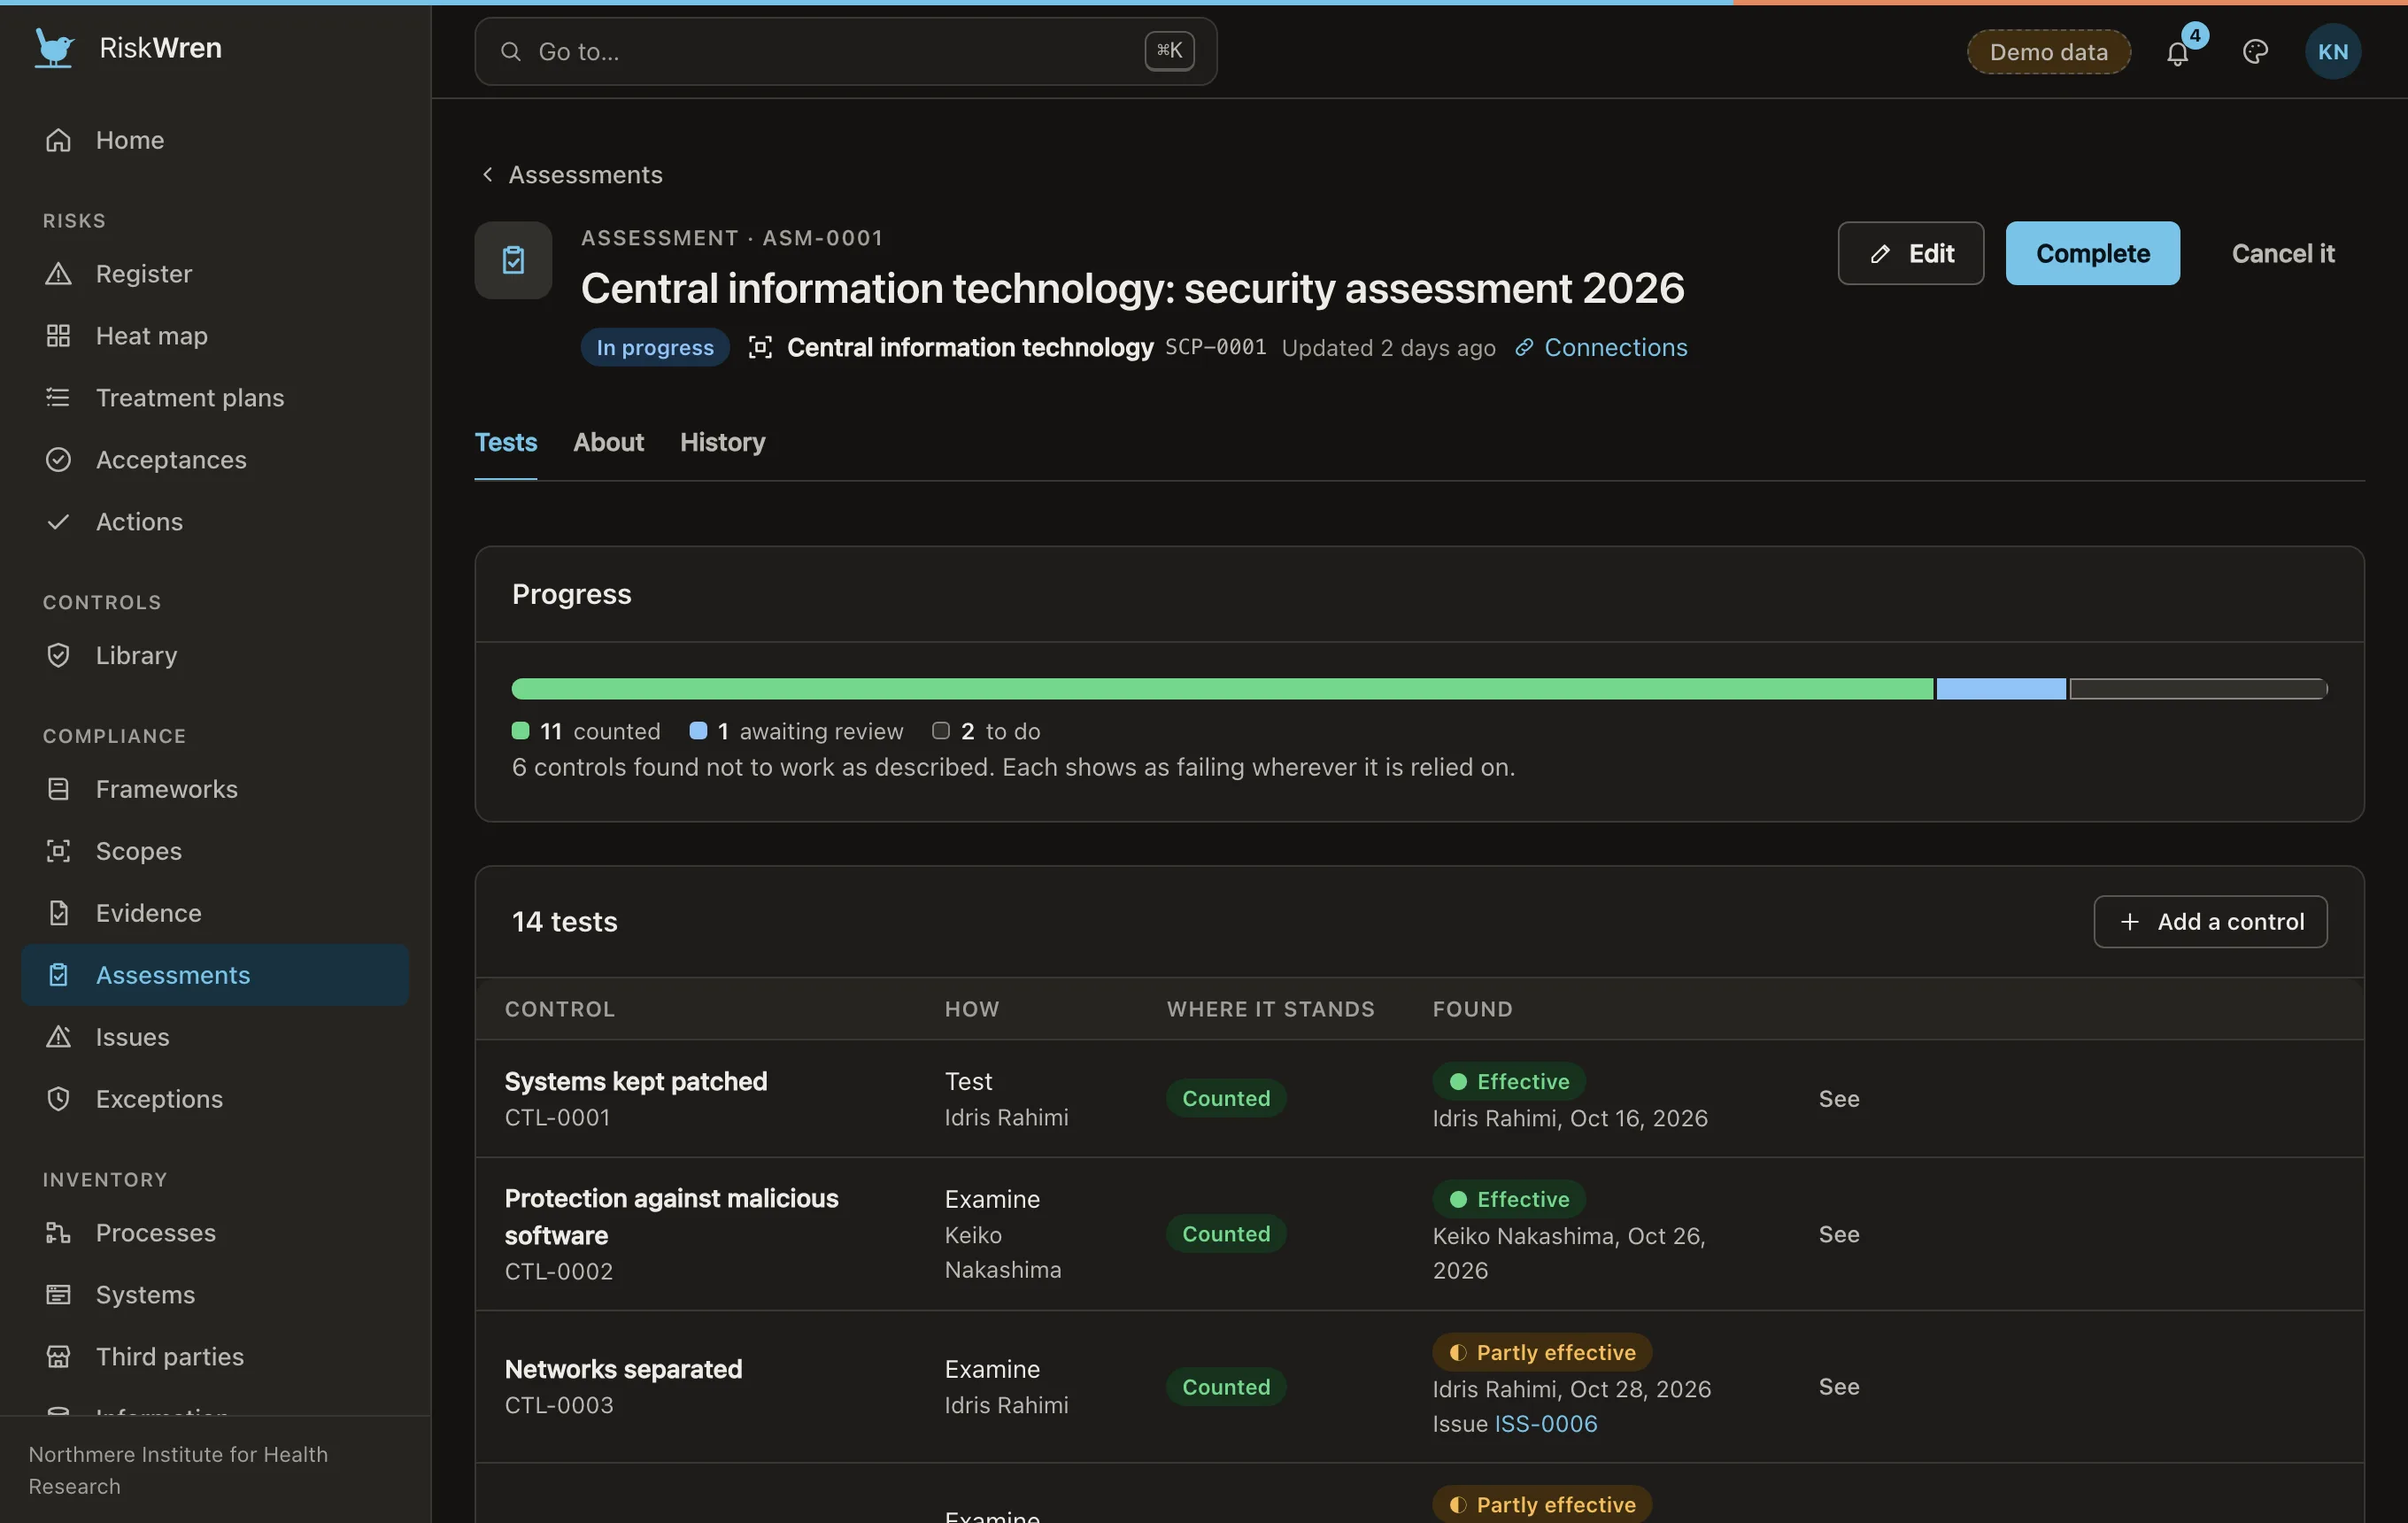 RiskWren
Go to...
⌘K
Demo data
4
KN
Home
RISKS
Register
Heat map
Treatment plans
Acceptances
Actions
CONTROLS
Library
COMPLIANCE
Frameworks
Scopes
Evidence
Assessments
Issues
Exceptions
INVENTORY
Processes
Systems
Third parties
Information
Northmere Institute for Health
Research
Assessments
ASSESSMENT · ASM-0001
Central information technology: security assessment 2026
In progress Central information technology SCP-0001 Updated 2 days ago Connections
Edit
Complete
Cancel it
Tests About History
Progress
11 counted 1 awaiting review 2 to do
6 controls found not to work as described. Each shows as failing wherever it is relied on.
14 tests
Add a control
CONTROL HOW WHERE IT STANDS FOUND
Systems kept patched
CTL-0001
Test
Idris Rahimi
Counted
Effective
Idris Rahimi, Oct 16, 2026
See
Protection against malicious
software
CTL-0002
Examine
Keiko
Nakashima
Counted
Effective
Keiko Nakashima, Oct 26,
2026
See
Networks separated
CTL-0003
Examine
Idris Rahimi
Counted
Partly effective
Idris Rahimi, Oct 28, 2026
Issue ISS-0006
See
Examine
Partly effective